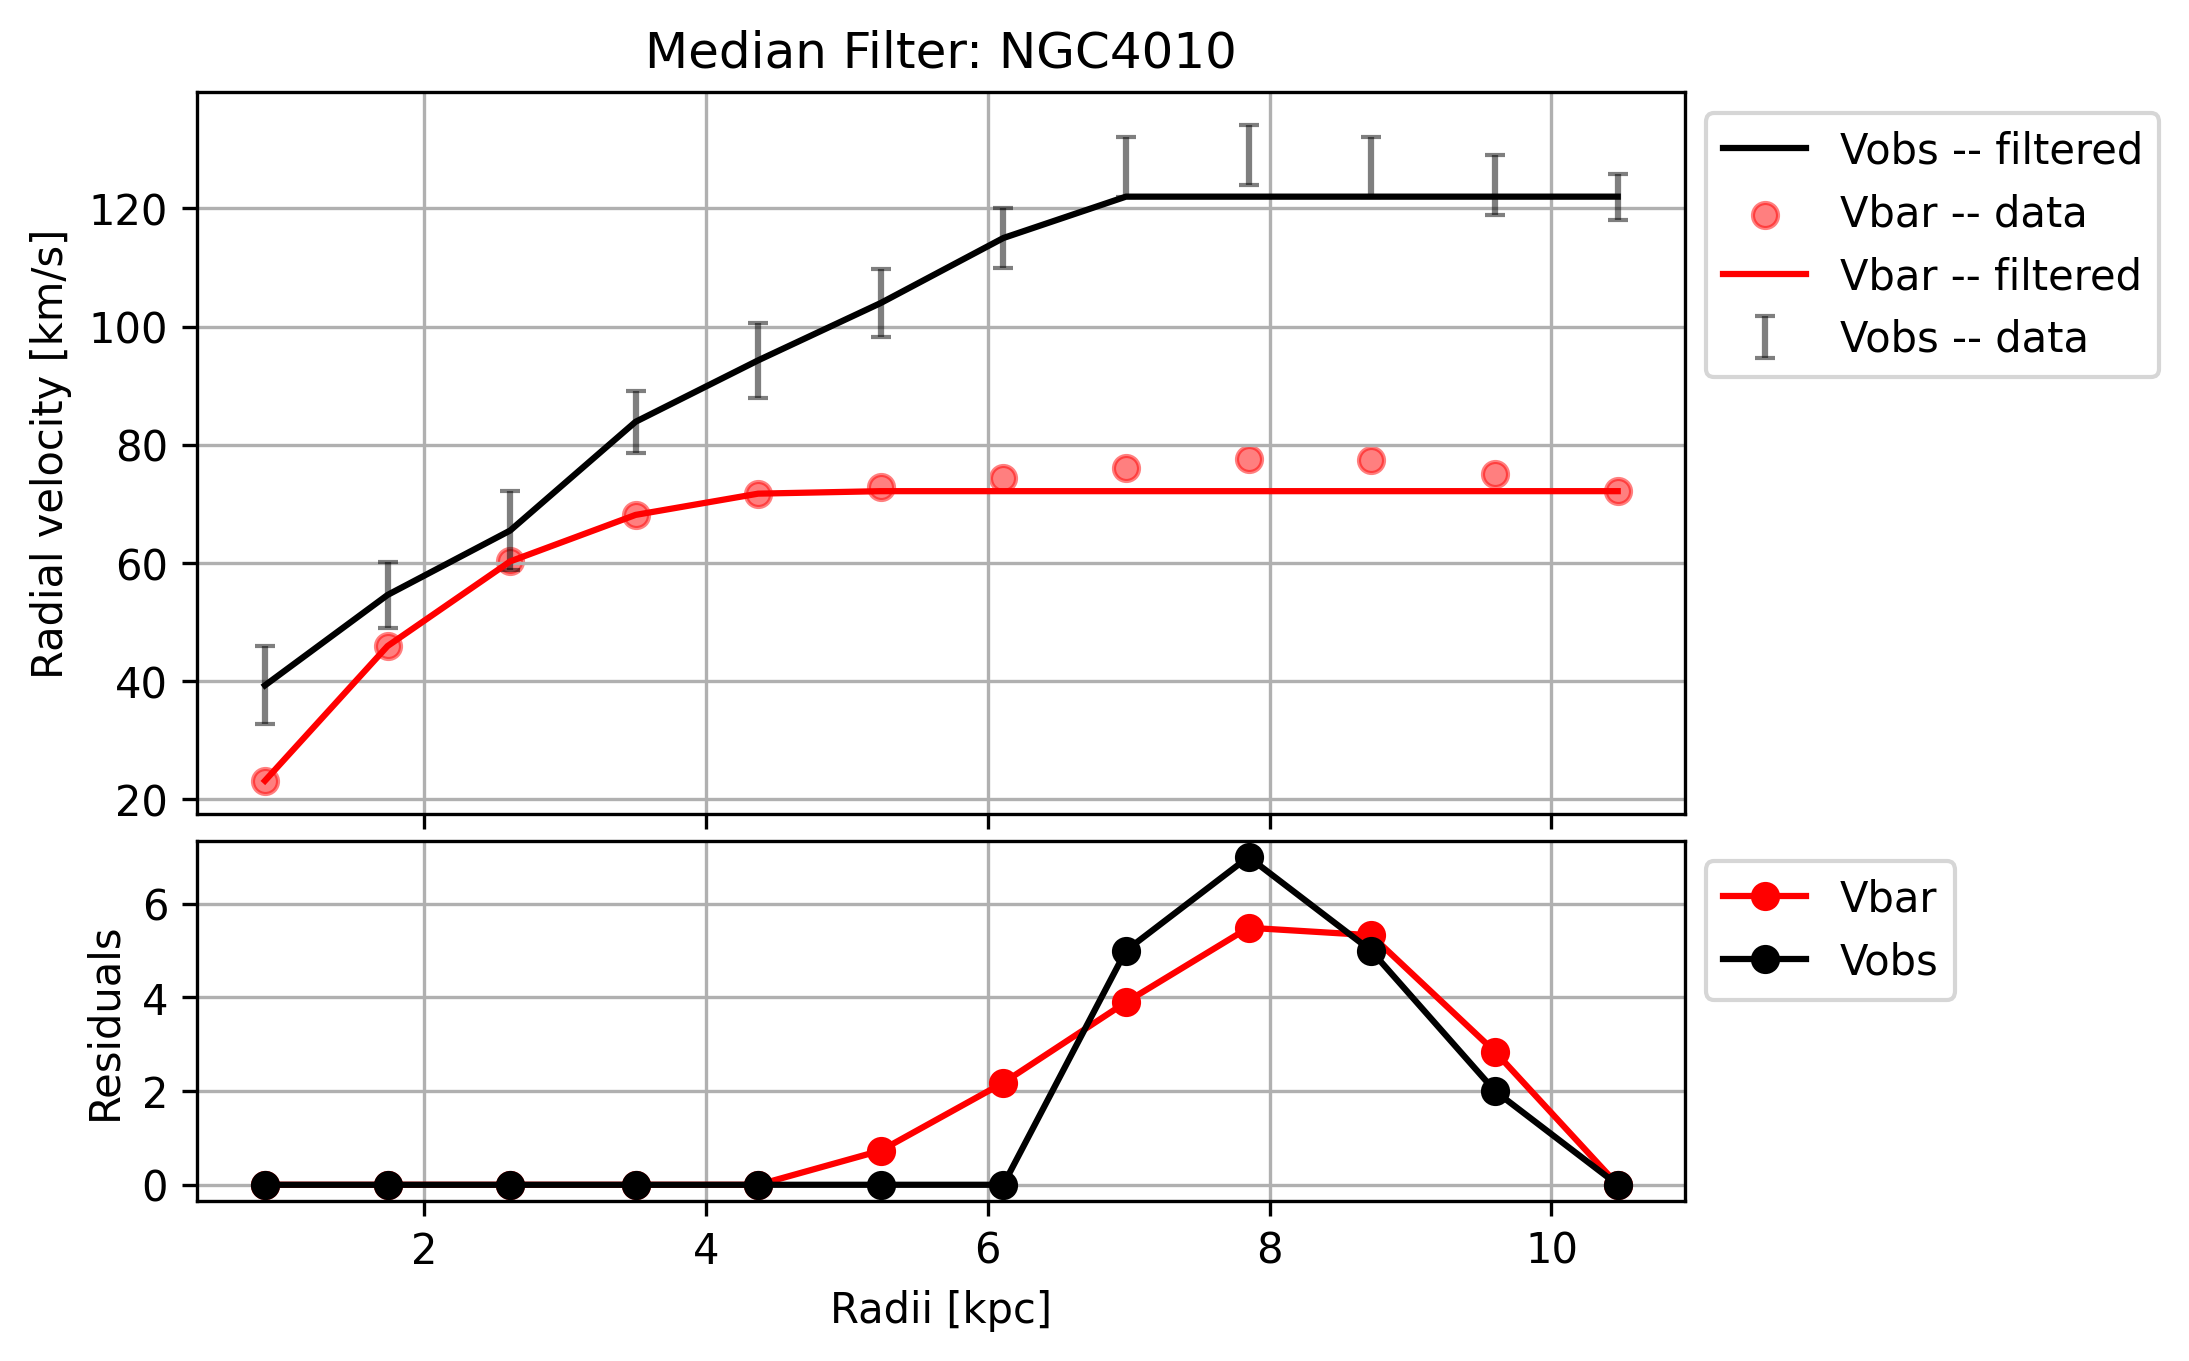 Median Filter: NGC4010
Radial velocity [km/s]
120
100
80
60
40
20
Vobs -- filtered
Vbar -- data
Vbar -- filtered
Vobs -- data
Residuals
6
4
2
0
Vbar
Vobs
2 4 6 8 10
Radii [kpc]